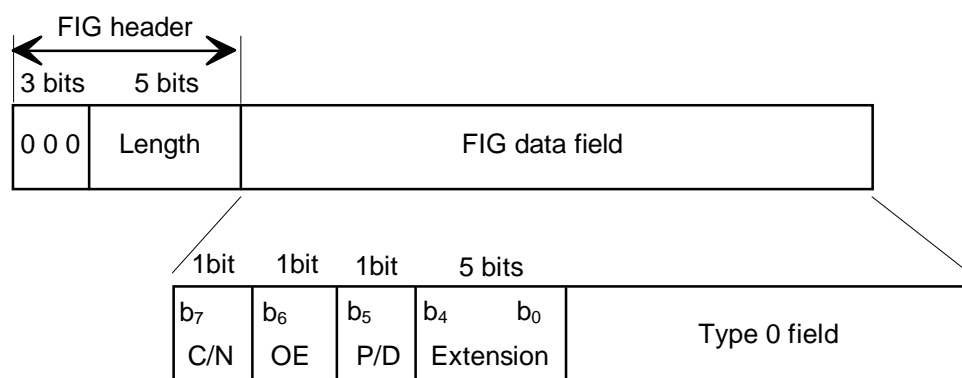 FIG header
3 bits 5 bits
0 0 0 Length FIG data field
1bit 1bit 1bit 5 bits
b7 b6 b5 b4 b0
C/N OE P/D Extension Type 0 field